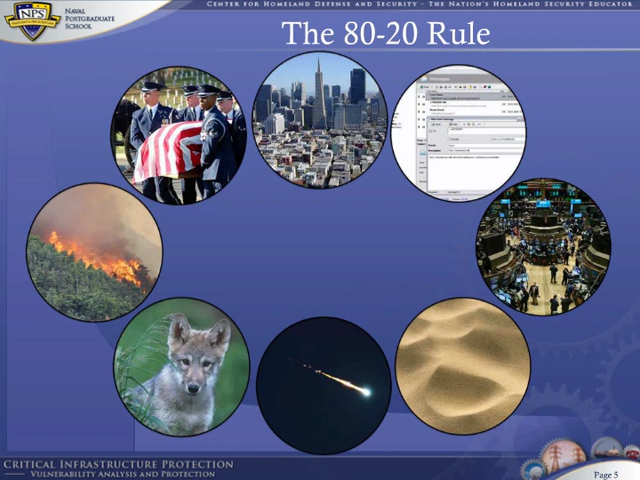 CENTER FOR HOMELAND DEFENSE AND SECURITY - THE NATION'S HOMELAND SECURITY EDUCATOR
NPS
NAVAL
POSTGRADUATE
SCHOOL
The 80-20 Rule
CRITICAL INFRASTRUCTURE PROTECTION
VULNERABILITY ANALYSIS AND PROTECTION
Page 5